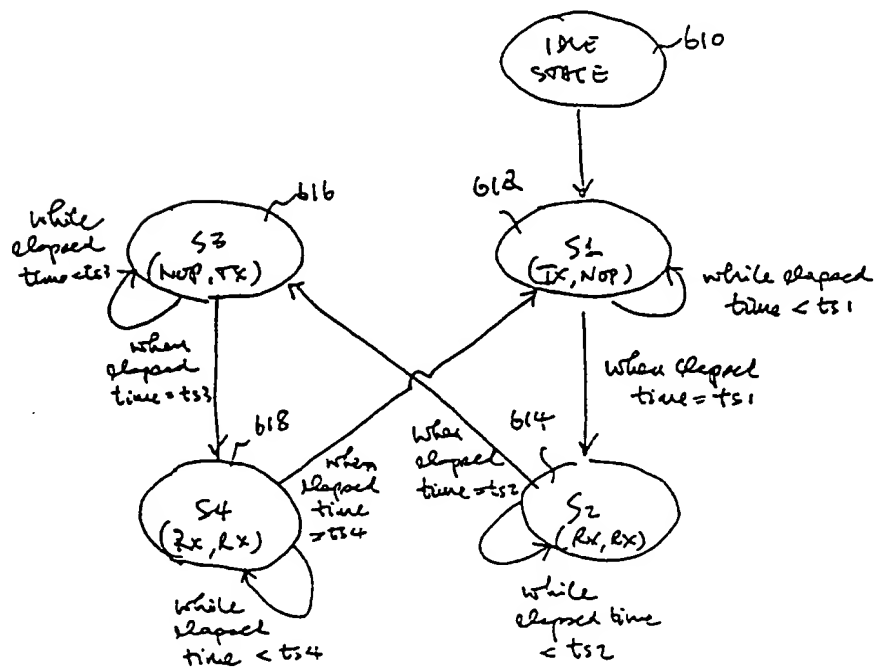 IDLE
STATE
610
616
S3
(NOP, TX)
while
elapsed
time < ts3
when
elapsed
time = ts3
612
S1
(TX, NOP)
while elapsed
time < ts1
when elapsed
time = ts1
618
S4
(RX, RX)
when
elapsed
time
= ts4
while
elapsed
time < ts4
when
elapsed
time = ts2
614
S2
(RX, RX)
while
elapsed time
< ts2